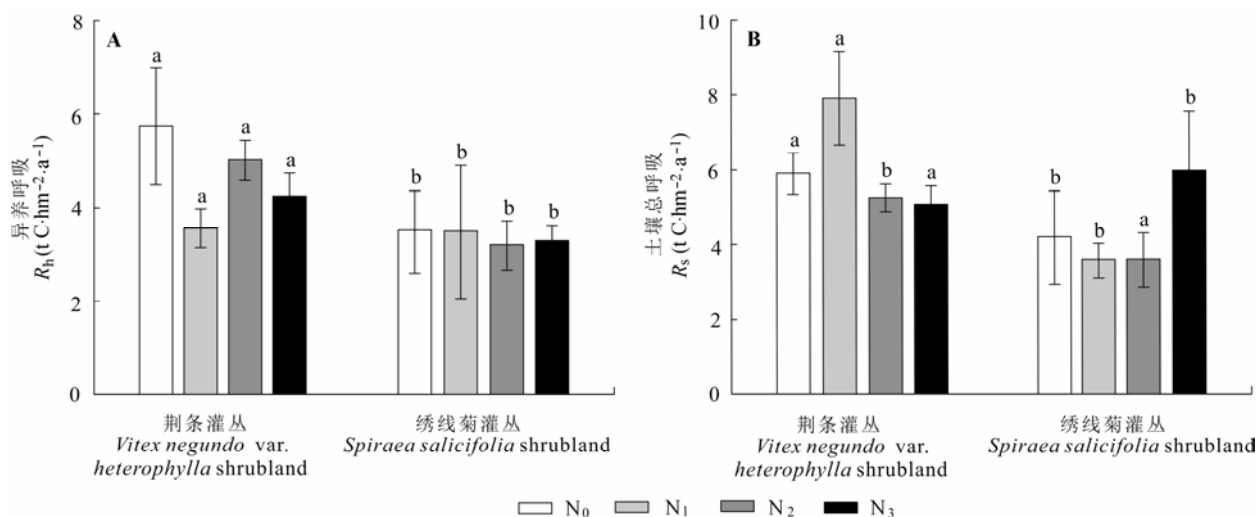 A
8
6
4
2
0
异养呼吸
Rh (t C·hm⁻²·a⁻¹)
a
a
a
a
b
b
b
b
荆条灌丛
Vitex negundo var.
heterophylla shrubland
绣线菊灌丛
Spiraea salicifolia shrubland
B
10
8
6
4
2
0
土壤总呼吸
Rs (t C·hm⁻²·a⁻¹)
a
a
b
a
b
b
a
b
荆条灌丛
Vitex negundo var.
heterophylla shrubland
绣线菊灌丛
Spiraea salicifolia shrubland
N₀ N₁ N₂ N₃